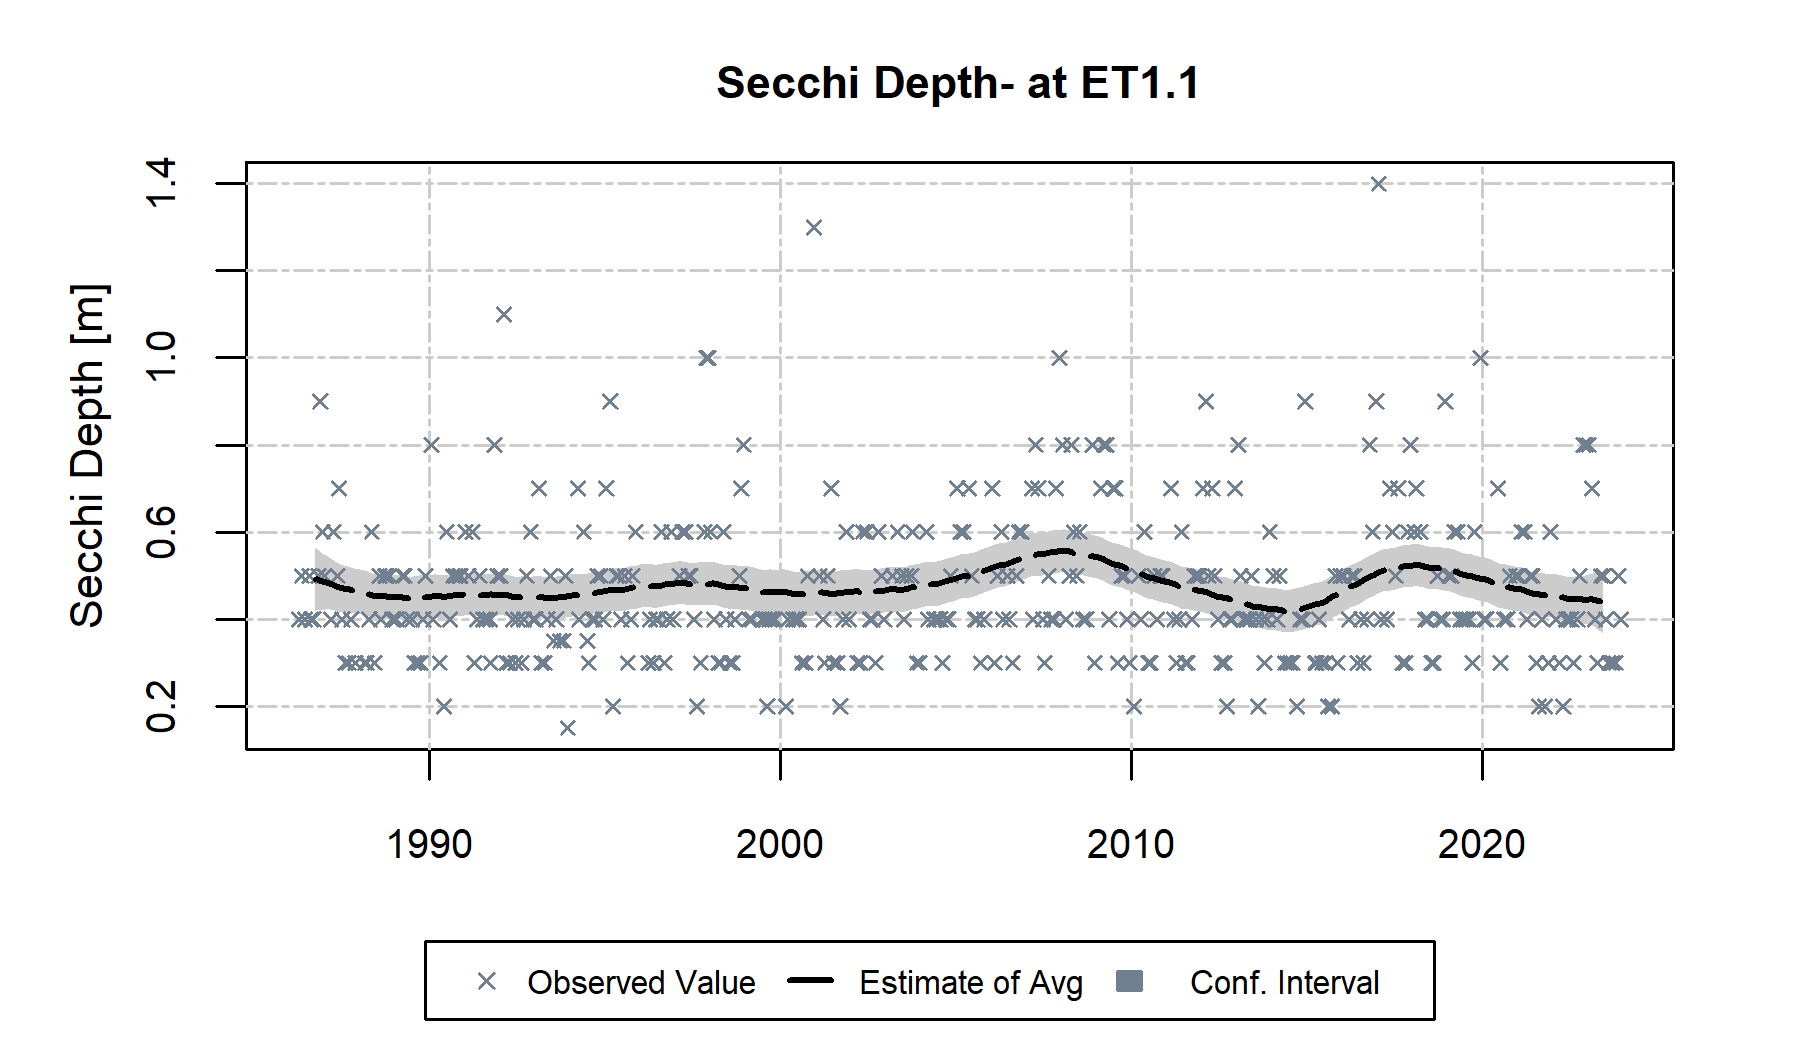 Secchi Depth- at ET1.1
Secchi Depth [m]
1.4
1.0
0.6
0.2
1990 2000 2010 2020
Observed Value Estimate of Avg Conf. Interval